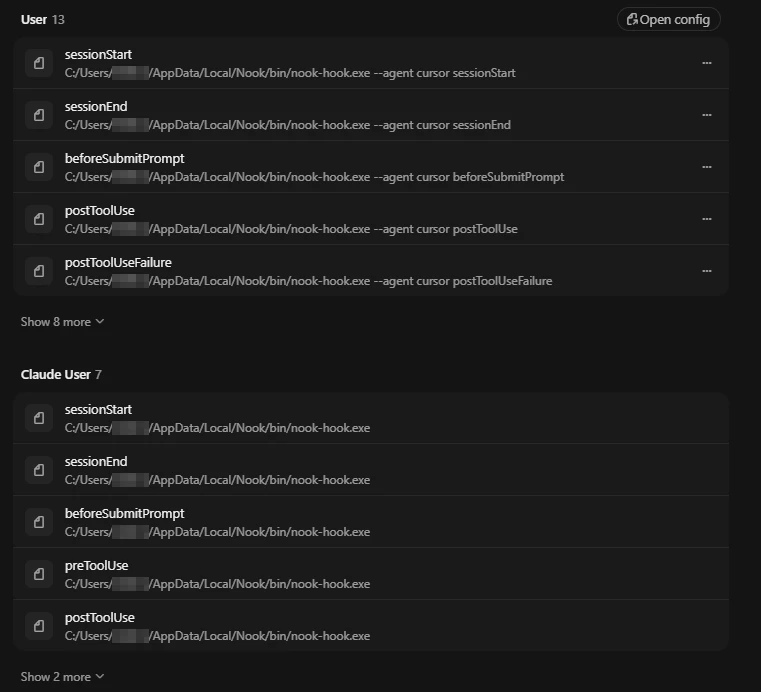 User 13
Open config
sessionStart
C:/Users/ /AppData/Local/Nook/bin/nook-hook.exe --agent cursor sessionStart
sessionEnd
C:/Users/ /AppData/Local/Nook/bin/nook-hook.exe --agent cursor sessionEnd
beforeSubmitPrompt
C:/Users/ /AppData/Local/Nook/bin/nook-hook.exe --agent cursor beforeSubmitPrompt
postToolUse
C:/Users/ /AppData/Local/Nook/bin/nook-hook.exe --agent cursor postToolUse
postToolUseFailure
C:/Users/ /AppData/Local/Nook/bin/nook-hook.exe --agent cursor postToolUseFailure
Show 8 more
Claude User 7
sessionStart
C:/Users/ /AppData/Local/Nook/bin/nook-hook.exe
sessionEnd
C:/Users/ /AppData/Local/Nook/bin/nook-hook.exe
beforeSubmitPrompt
C:/Users/ /AppData/Local/Nook/bin/nook-hook.exe
preToolUse
C:/Users/ /AppData/Local/Nook/bin/nook-hook.exe
postToolUse
C:/Users/ /AppData/Local/Nook/bin/nook-hook.exe
Show 2 more